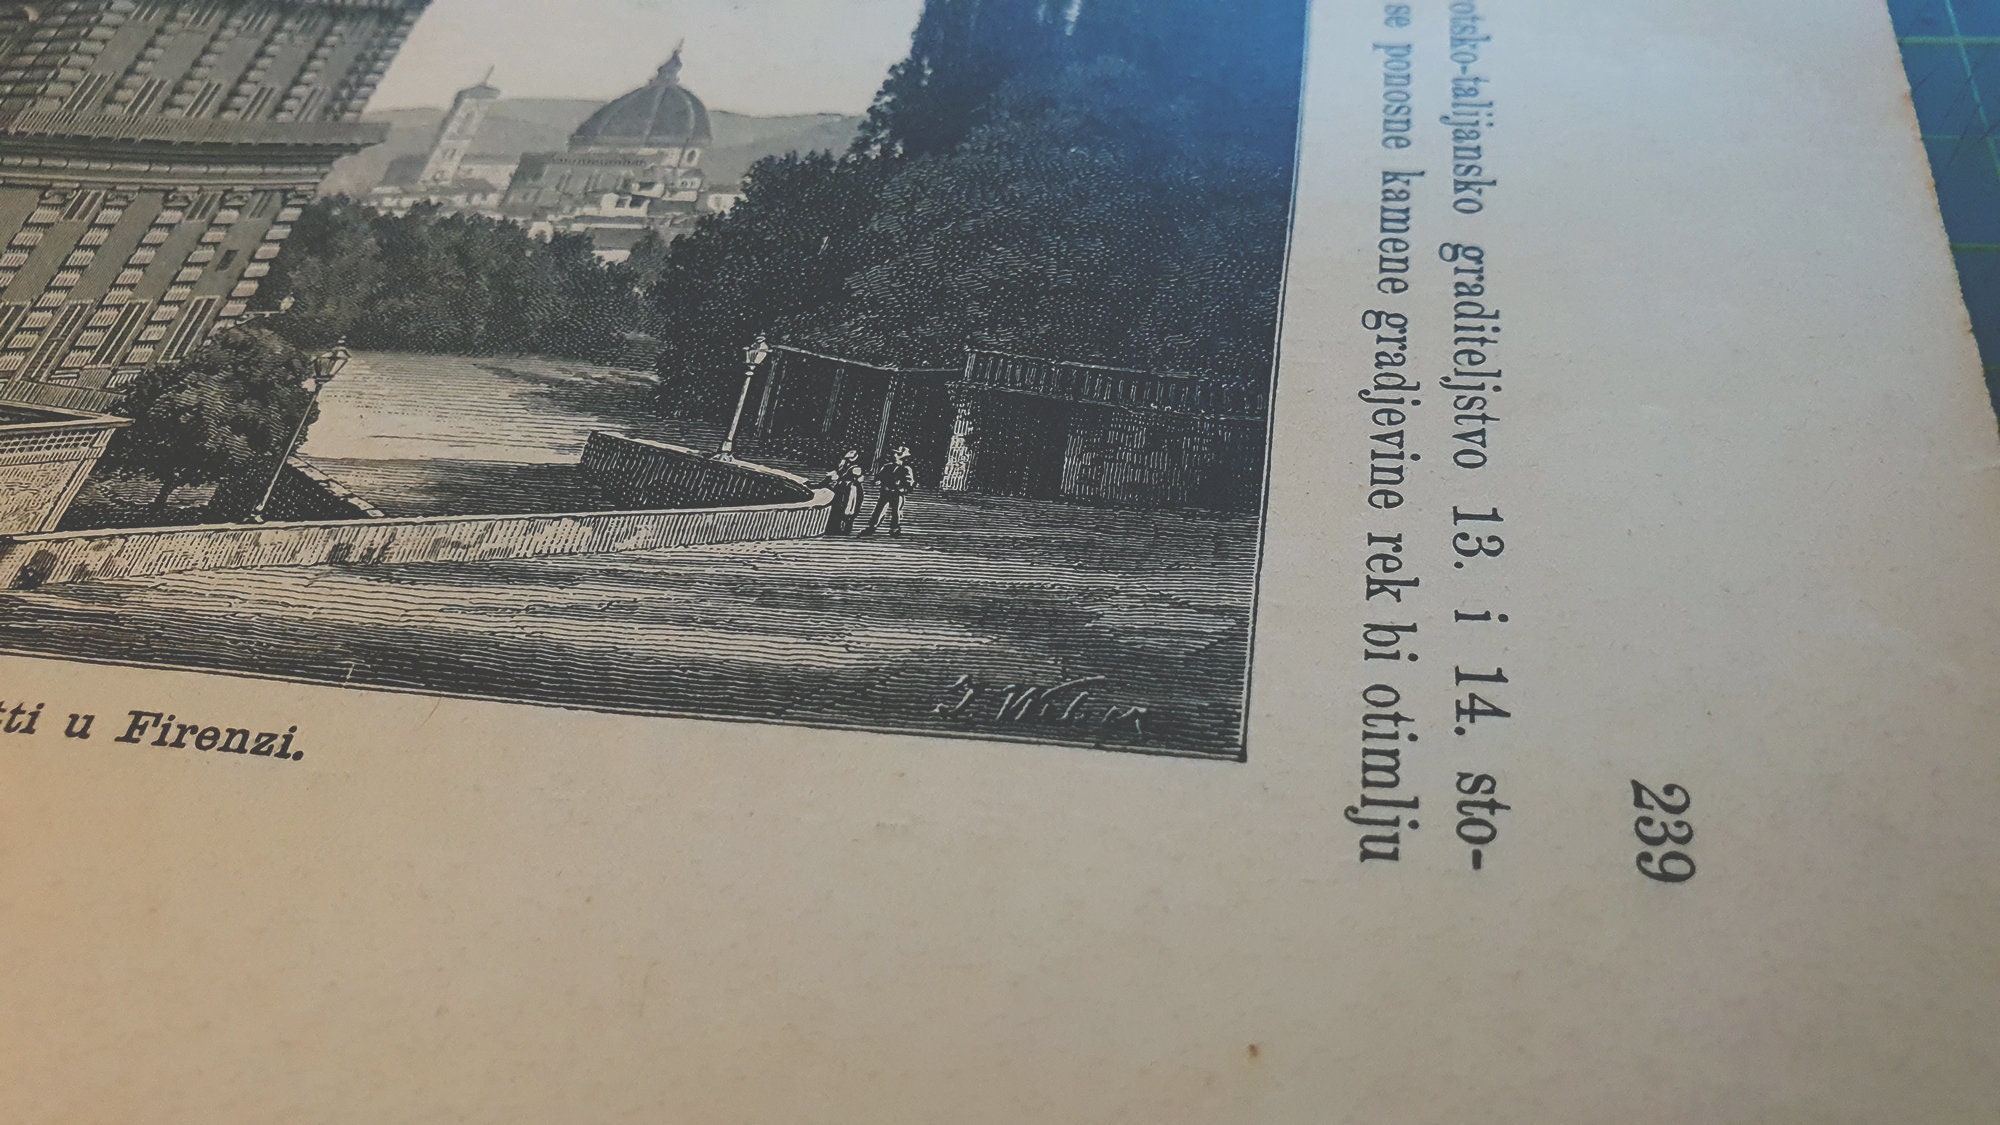 239
otsko-talijansko graditeljstvo 13. i 14. sto-
se ponosne kamene gradjevine rek bi otimlju
tti u Firenzi.